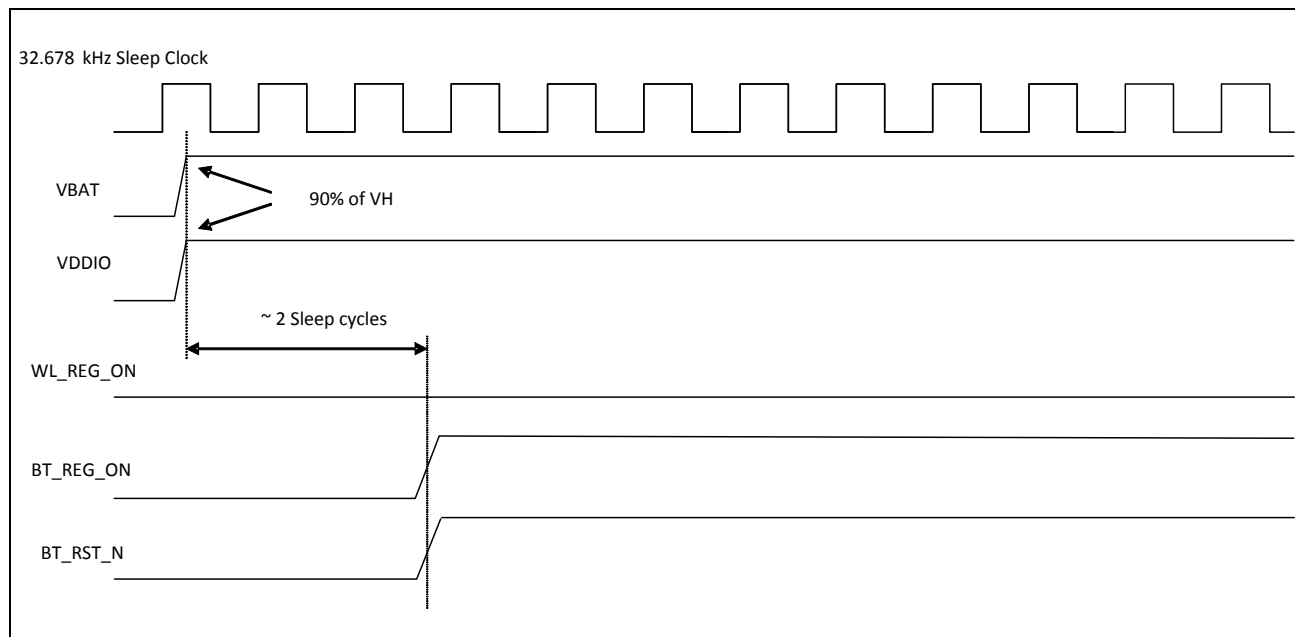 32.678 kHz Sleep Clock
VBAT
90% of VH
VDDIO
~ 2 Sleep cycles
WL_REG_ON
BT_REG_ON
BT_RST_N